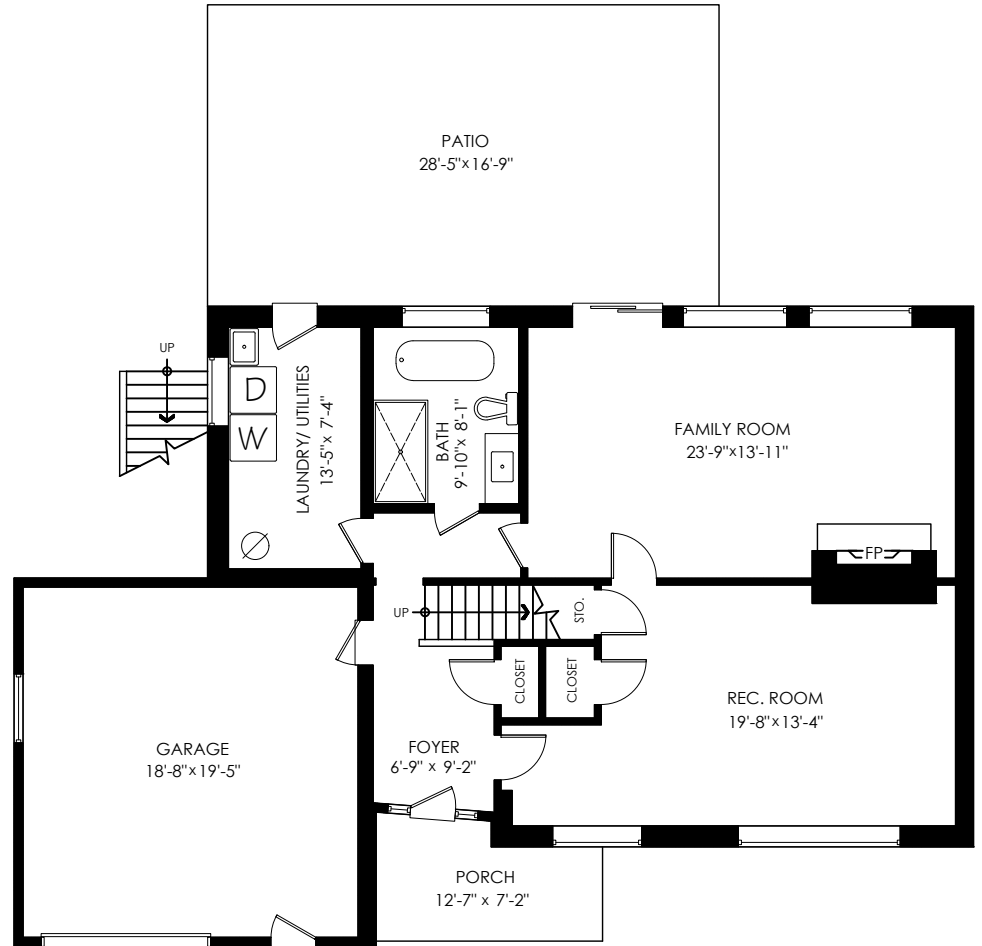 PATIO
28'-5"x16'-9"
UP
D
W
LAUNDRY/ UTILITIES
13'-5"x 7'-4"
BATH
9'-10"x 8'-1"
FAMILY ROOM
23'-9"x13'-11"
FP
UP
STO.
CLOSET
CLOSET
REC. ROOM
19'-8"x13'-4"
GARAGE
18'-8"x19'-5"
FOYER
6'-9" x 9'-2"
PORCH
12'-7" x 7'-2"